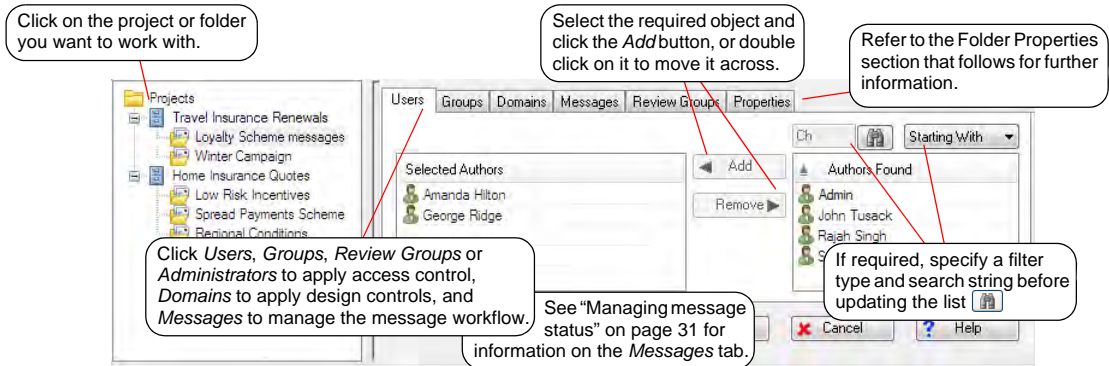 Click on the project or folder
you want to work with.
Select the required object and
click the Add button, or double
click on it to move it across.
Refer to the Folder Properties
section that follows for further
information.
Projects
Travel Insurance Renewals
Loyalty Scheme messages
Winter Campaign
Home Insurance Quotes
Low Risk Incentives
Spread Payments Scheme
Regional Conditions
Users Groups Domains Messages Review Groups Properties
Ch Starting With
Selected Authors
Amanda Hilton
George Ridge
Add
Remove
Authors Found
Admin
John Tusack
Rajah Singh
S
Click Users, Groups, Review Groups or
Administrators to apply access control,
Domains to apply design controls, and
Messages to manage the message workflow.
See “Managing message
status” on page 31 for
information on the Messages tab.
If required, specify a filter
type and search string before
updating the list
Cancel
? Help